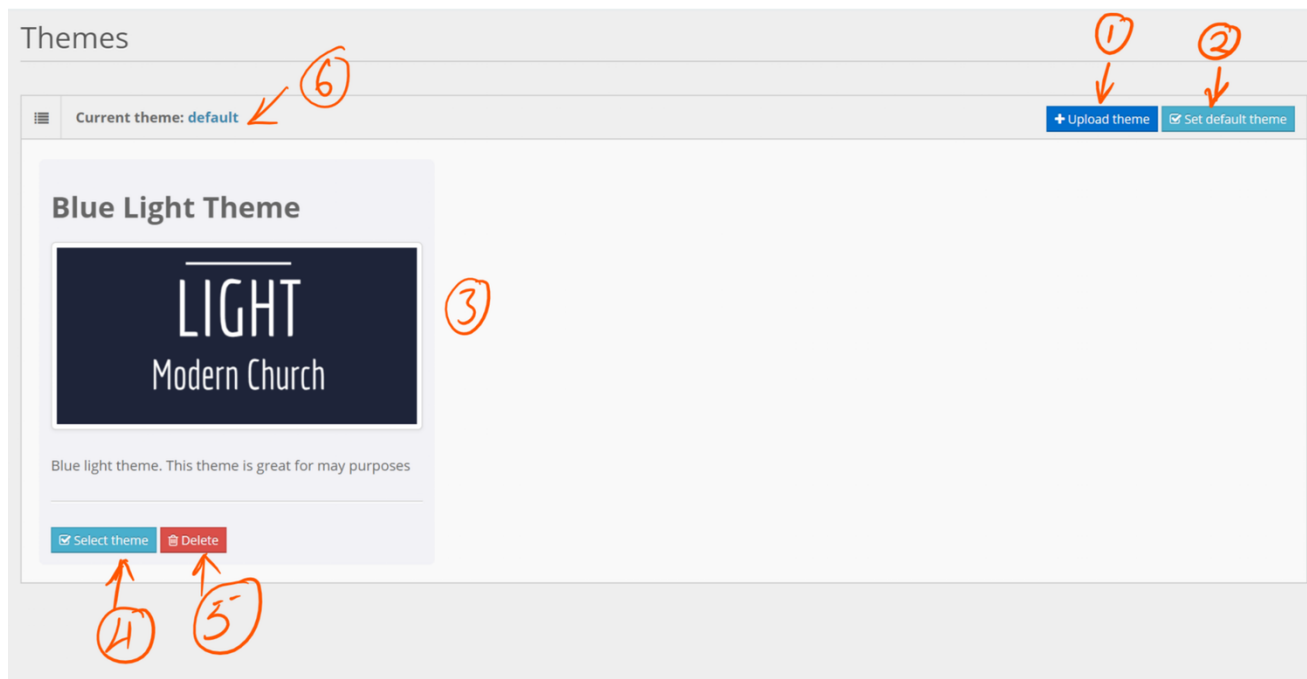 Themes
1
2
6
Current theme: default
Upload theme
Set default theme
Blue Light Theme
LIGHT
Modern Church
3
Blue light theme. This theme is great for may purposes
Select theme
Delete
4
5